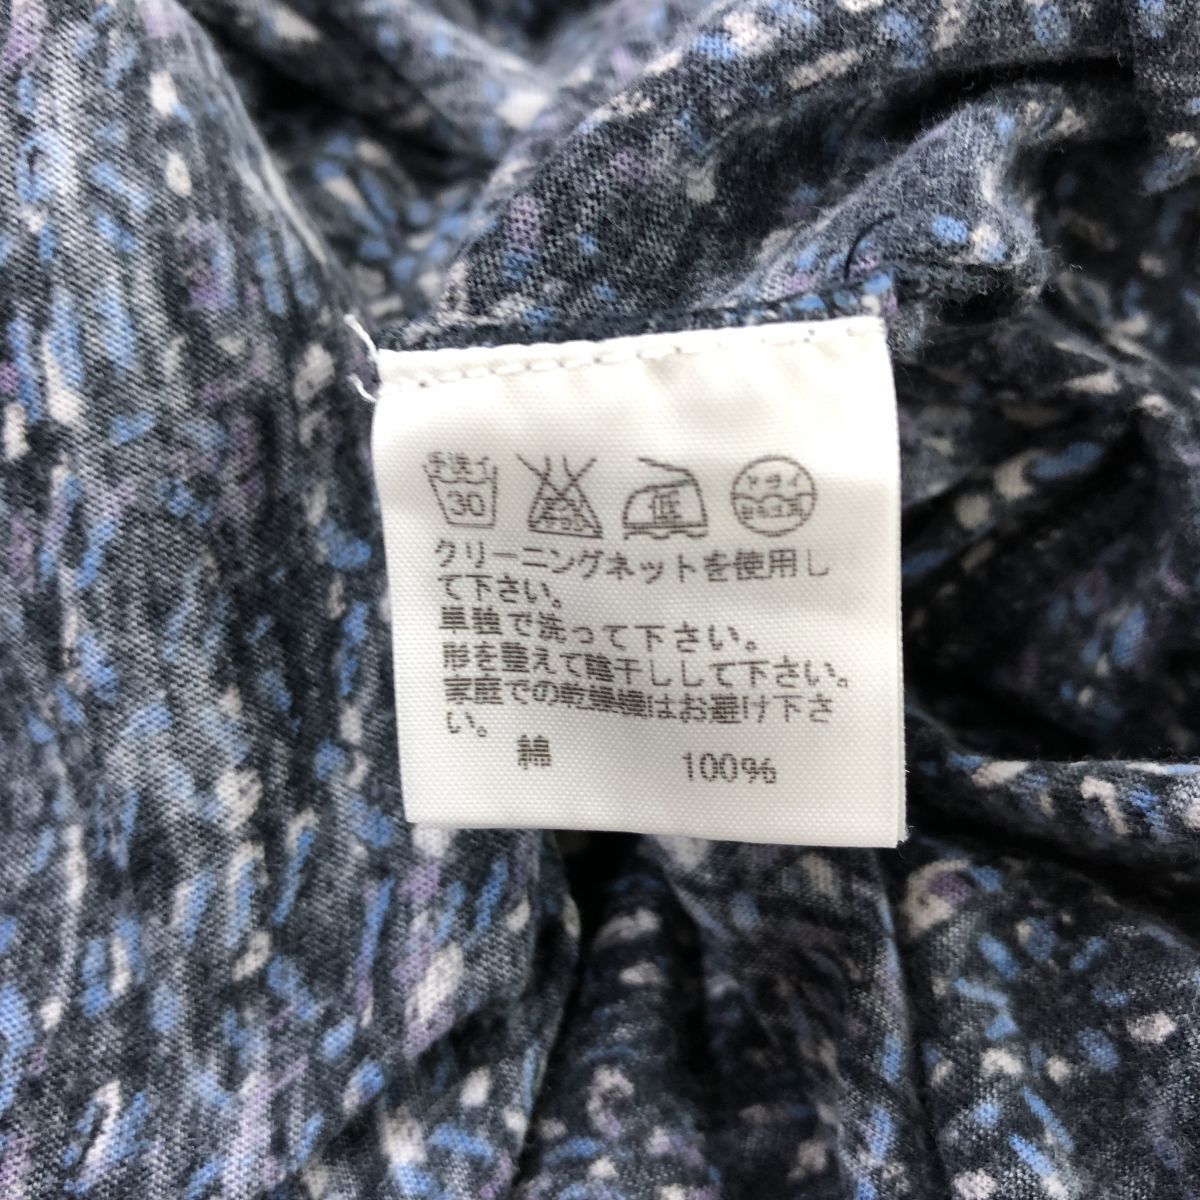 手洗イ
30
低
クリーニングネットを使用し
て下さい。
単独で洗って下さい。
形を整えて陰干しして下さい。
家庭での乾燥機はお避け下さ
い。
綿 100%